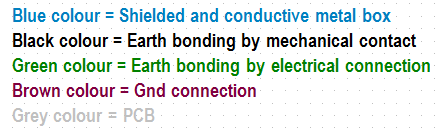 Blue colour = Shielded and conductive metal box
Black colour = Earth bonding by mechanical contact
Green colour = Earth bonding by electrical connection
Brown colour = Gnd connection
Grey colour = PCB